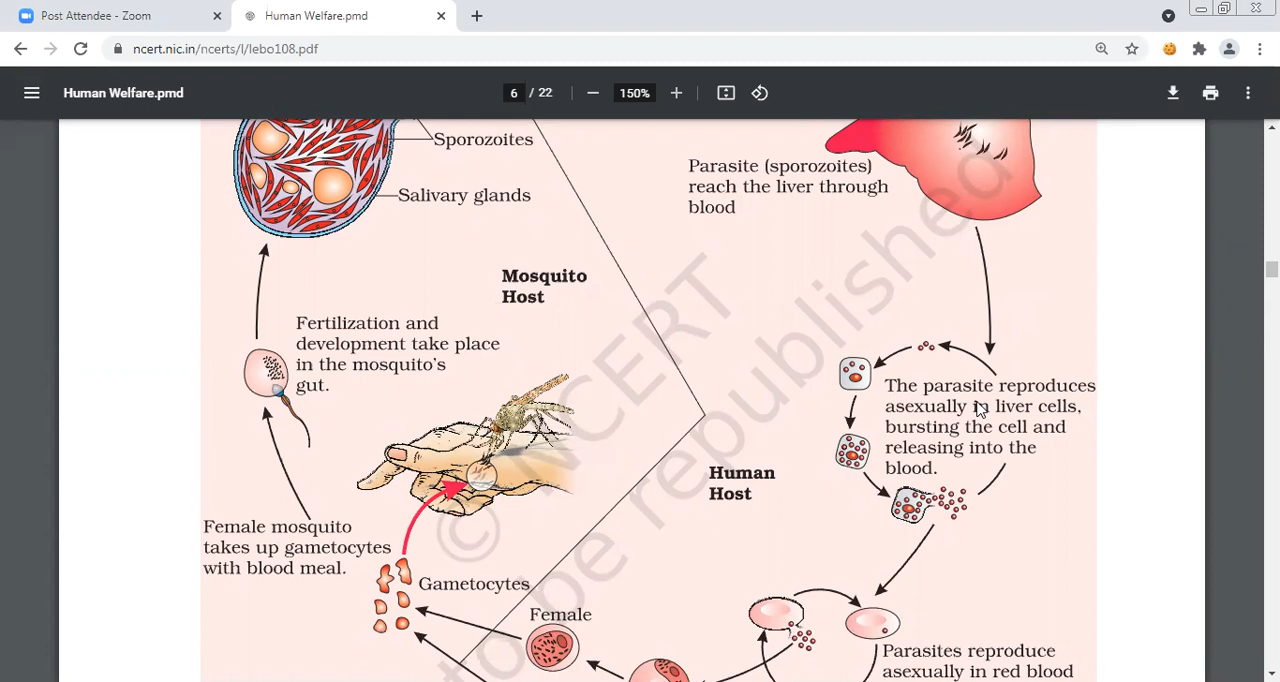 Post Attendee - Zoom
Human Welfare.pmd
ncert.nic.in/ncerts/l/lebo108.pdf
Human Welfare.pmd
6 / 22
150%
Sporozoites
Salivary glands
Parasite (sporozoites)
reach the liver through
blood
Mosquito
Host
Fertilization and
development take place
in the mosquito's
gut.
The parasite reproduces
asexually in liver cells,
bursting the cell and
releasing into the
blood.
Human
Host
Female mosquito
takes up gametocytes
with blood meal.
Gametocytes
Female
Parasites reproduce
asexually in red blood
© NCERT
to be republished